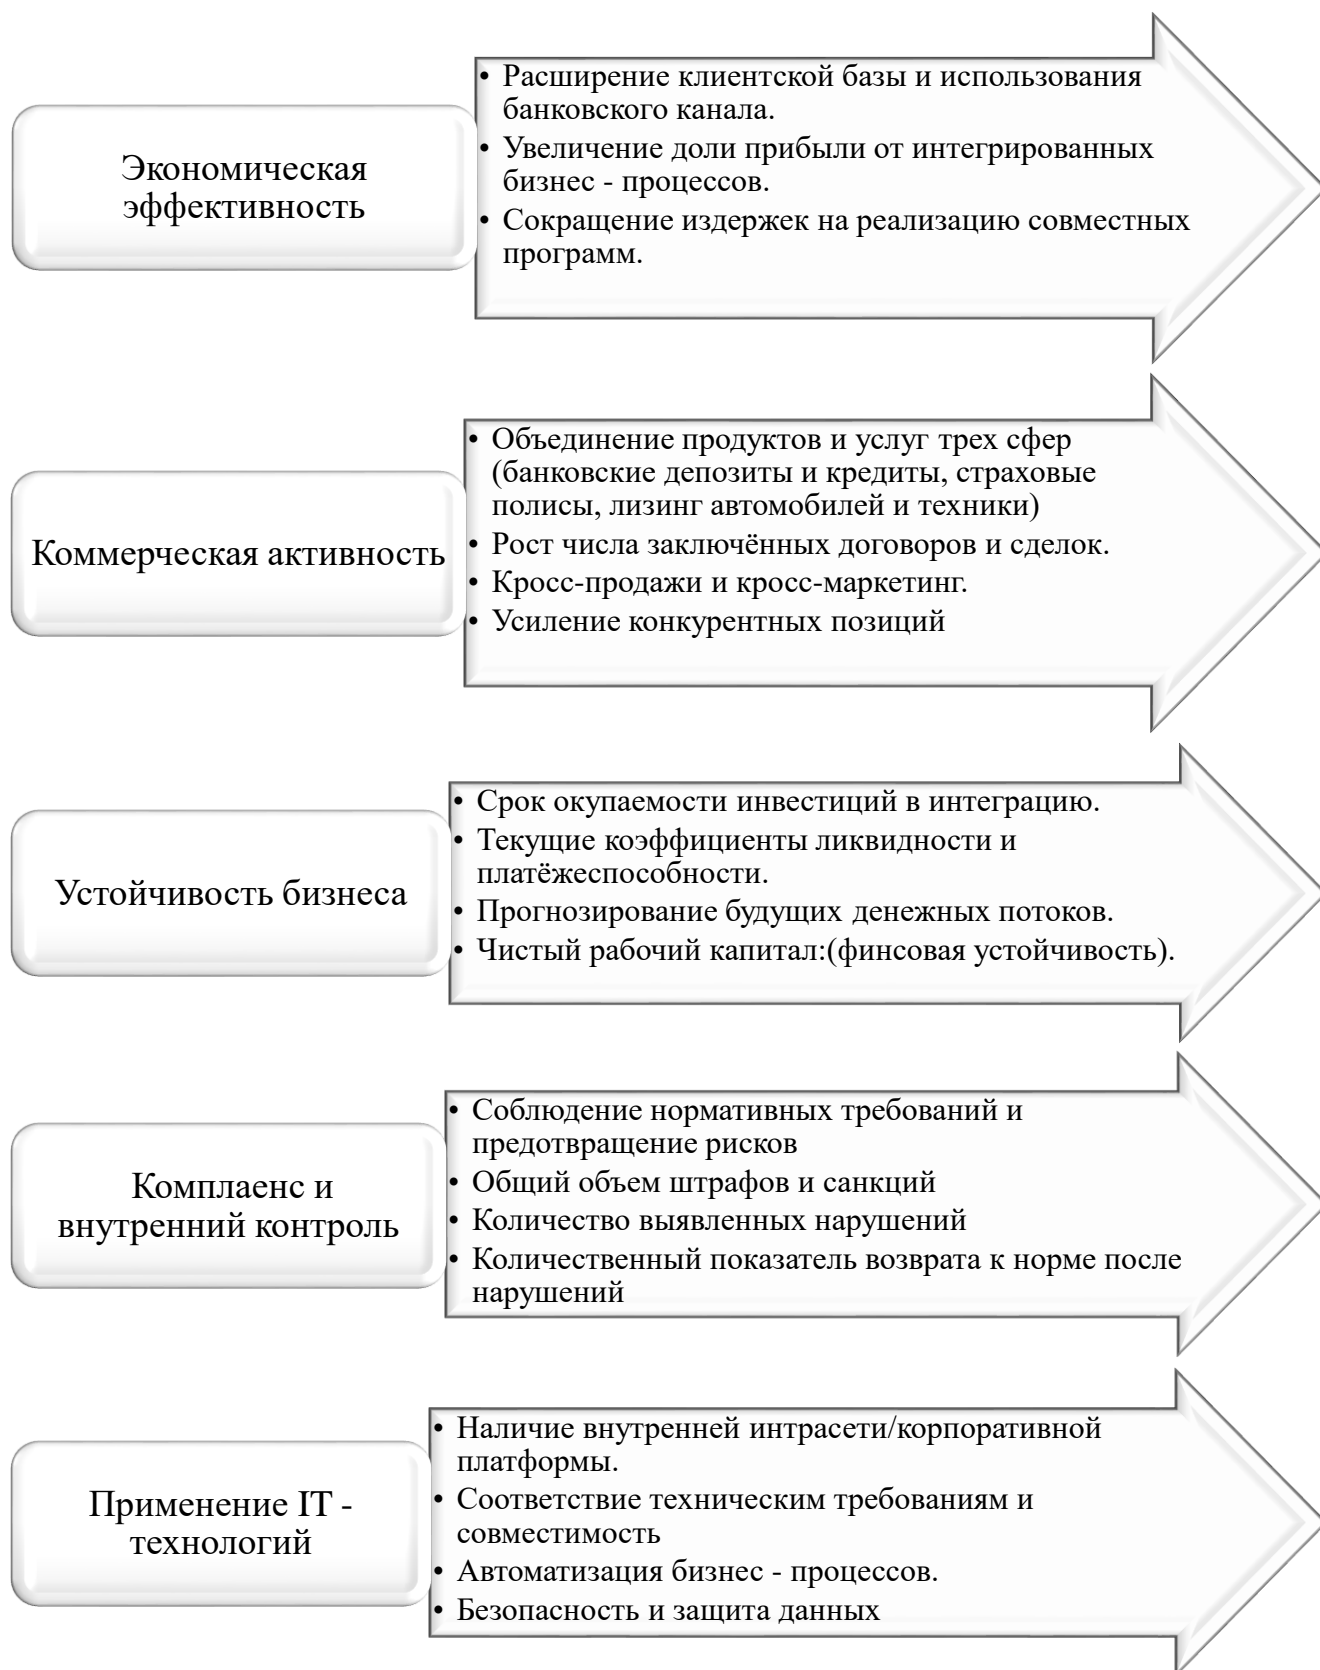 Экономическая
эффективность
• Расширение клиентской базы и использования
банковского канала.
• Увеличение доли прибыли от интегрированных
бизнес - процессов.
• Сокращение издержек на реализацию совместных
программ.
Коммерческая активность
• Объединение продуктов и услуг трех сфер
(банковские депозиты и кредиты, страховые
полисы, лизинг автомобилей и техники)
• Рост числа заключённых договоров и сделок.
• Кросс-продажи и кросс-маркетинг.
• Усиление конкурентных позиций
Устойчивость бизнеса
• Срок окупаемости инвестиций в интеграцию.
• Текущие коэффициенты ликвидности и
платёжеспособности.
• Прогнозирование будущих денежных потоков.
• Чистый рабочий капитал:(финсовая устойчивость).
Комплаенс и
внутренний контроль
• Соблюдение нормативных требований и
предотвращение рисков
• Общий объем штрафов и санкций
• Количество выявленных нарушений
• Количественный показатель возврата к норме после
нарушений
Применение IT -
технологий
• Наличие внутренней интрасети/корпоративной
платформы.
• Соответствие техническим требованиям и
совместимость
• Автоматизация бизнес - процессов.
• Безопасность и защита данных